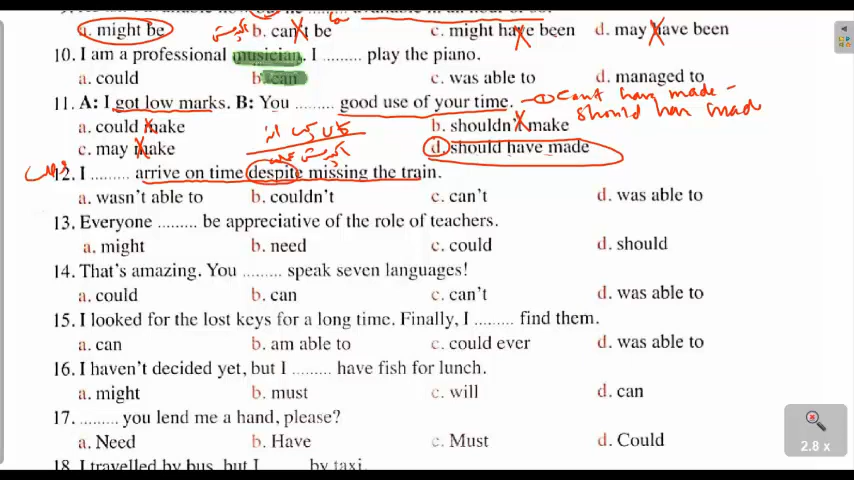 a. might be b. can't be c. might have been d. may have been
10. I am a professional musician. I ........ play the piano.
a. could b. can c. was able to d. managed to
11. A: I got low marks. B: You ........ good use of your time.
should have made
a. could make b. shouldn't make
c. may make d. should have made
12. I ........ arrive on time despite missing the train.
a. wasn't able to b. couldn't c. can't d. was able to
13. Everyone ........ be appreciative of the role of teachers.
a. might b. need c. could d. should
14. That's amazing. You ........ speak seven languages!
a. could b. can c. can't d. was able to
15. I looked for the lost keys for a long time. Finally, I ........ find them.
a. can b. am able to c. could ever d. was able to
16. I haven't decided yet, but I ........ have fish for lunch.
a. might b. must c. will d. can
17. ........ you lend me a hand, please?
a. Need b. Have c. Must d. Could
18. I travelled by bus, but I ........ by taxi.
2.8 x